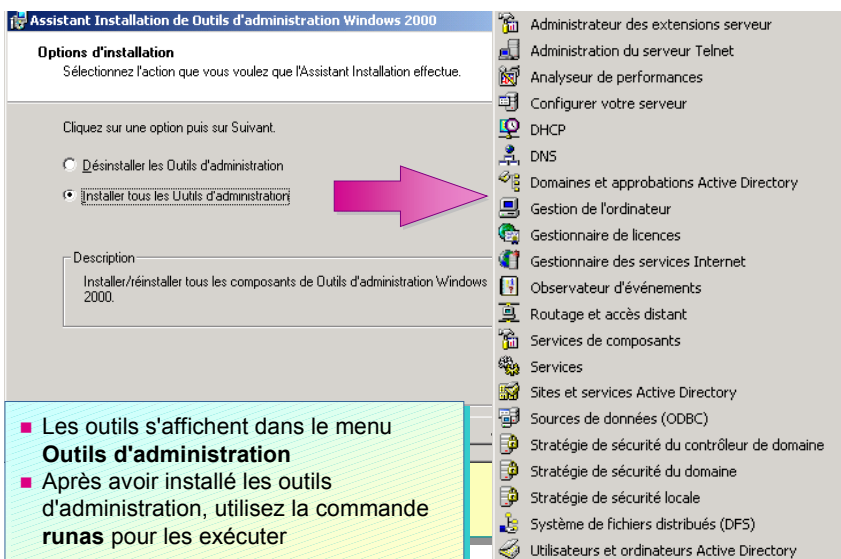 Assistant Installation de Outils d'administration Windows 2000
Options d'installation
Sélectionnez l'action que vous voulez que l'Assistant Installation effectue.
Cliquez sur une option puis sur Suivant.
Désinstaller les Outils d'administration
Installer tous les Outils d'administration
Description
Installer/réinstaller tous les composants de Outils d'administration Windows
2000.
Les outils s'affichent dans le menu
Outils d'administration
Après avoir installé les outils
d'administration, utilisez la commande
runas pour les exécuter
Administrateur des extensions serveur
Administration du serveur Telnet
Analyseur de performances
Configurer votre serveur
DHCP
DNS
Domaines et approbations Active Directory
Gestion de l'ordinateur
Gestionnaire de licences
Gestionnaire des services Internet
Observateur d'événements
Routage et accès distant
Services de composants
Services
Sites et services Active Directory
Sources de données (ODBC)
Stratégie de sécurité du contrôleur de domaine
Stratégie de sécurité du domaine
Stratégie de sécurité locale
Système de fichiers distribués (DFS)
Utilisateurs et ordinateurs Active Directory